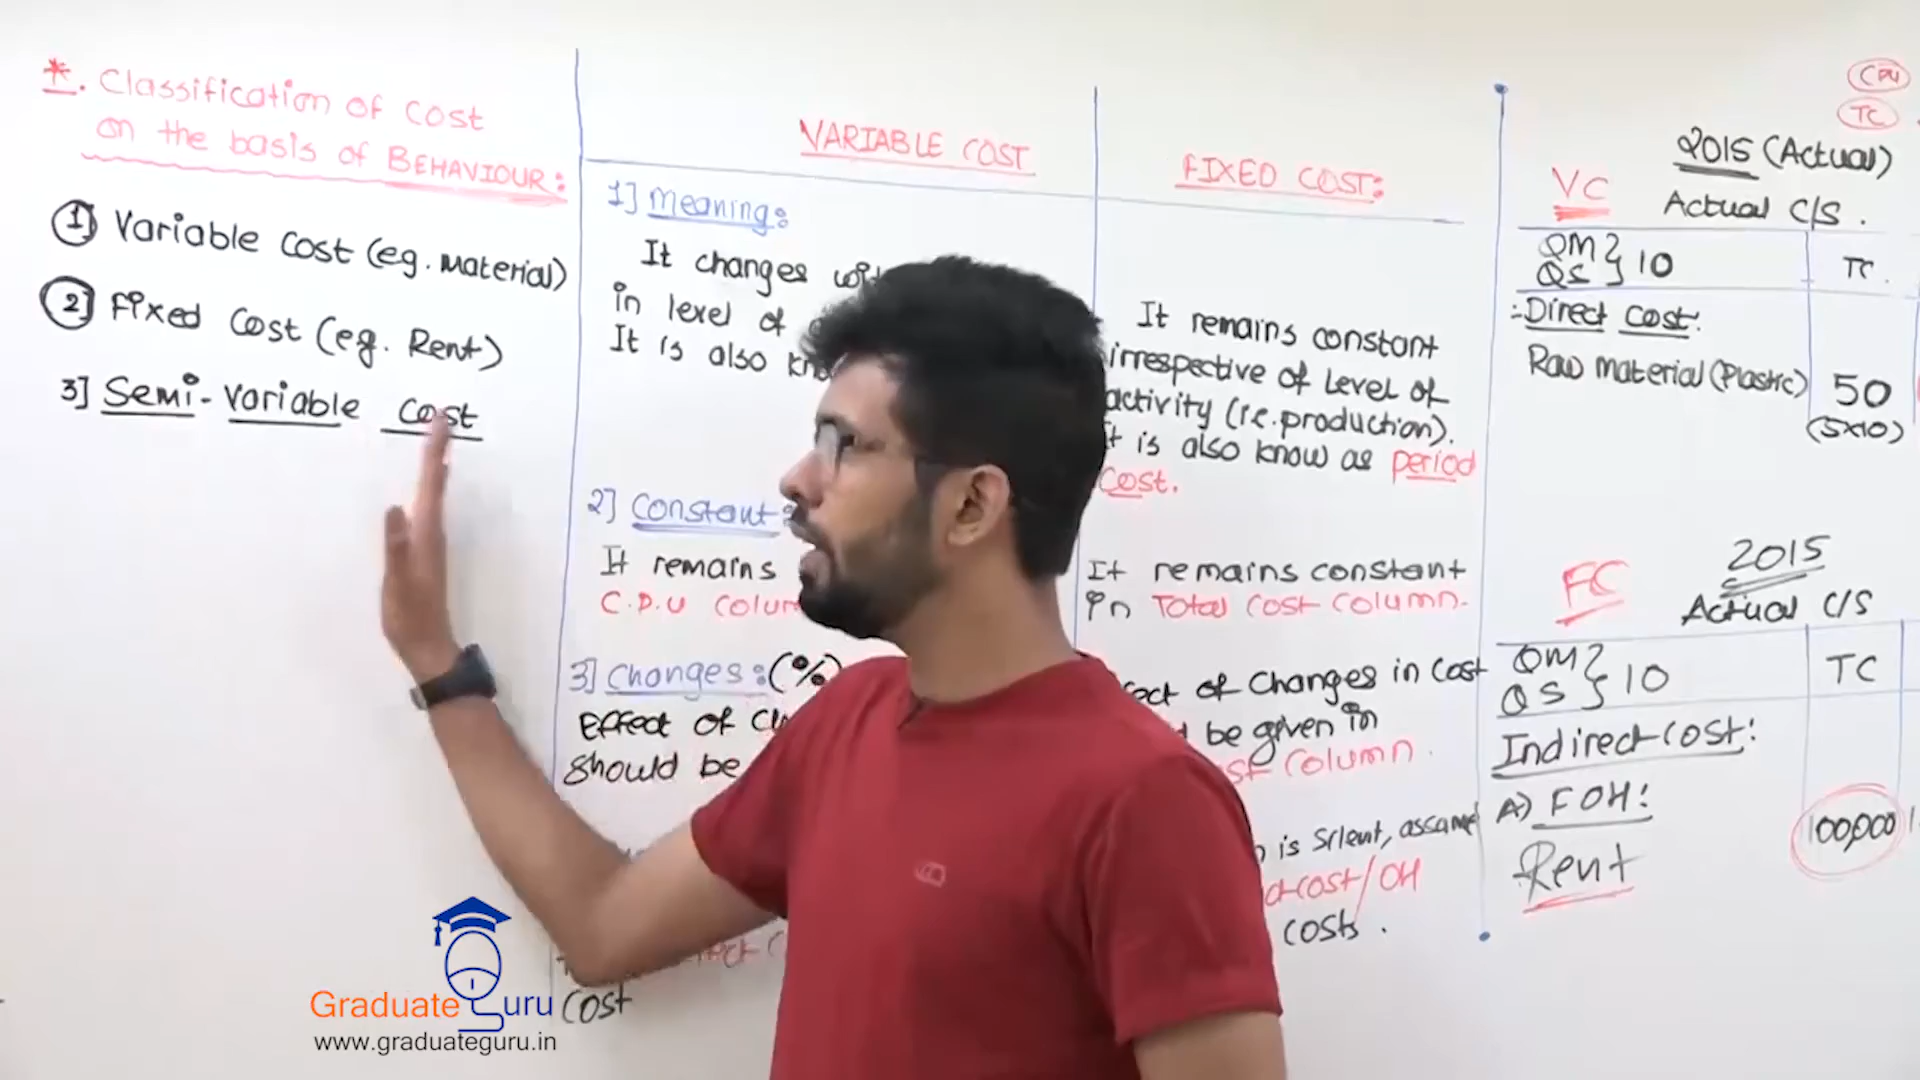 *. Classification of cost
on the basis of BEHAVIOUR:
1) Variable cost (eg. material)
2) Fixed cost (eg. Rent)
3] Semi-variable cost
VARIABLE COST
1] Meaning:
It changes
in level of
It is also
2] Constant:
It remains
C.P.U
3] Changes: (%)
Effect of
should be
cost
FIXED COST:
It remains constant
irrespective of level of
activity (i.e. production).
It is also know as period
cost.
It remains constant
in Total cost column.
of changes in cost
be given in
column.
is silent, assume
cost/OH
costs.
CPU
TC
2015 (Actual)
VC
Actual C/S.
QM} 10
QS
TC.
:-Direct cost:
Raw material (Plastic)
50
(5x10)
2015
FC
Actual C/S
QM} 10
QS
TC
Indirect cost:
A) FOH:
Rent
100,000
Graduate Guru
www.graduateguru.in